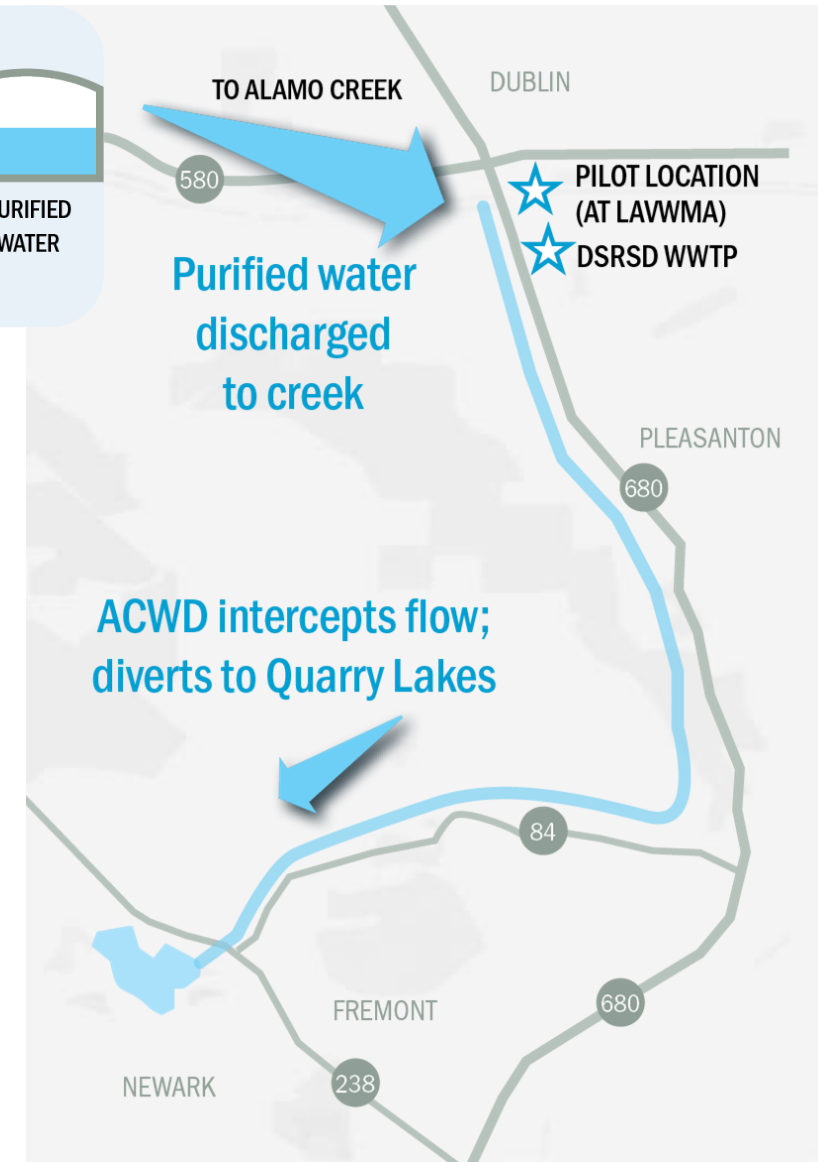 TO ALAMO CREEK
DUBLIN
580
PILOT LOCATION
(AT LAVWMA)
DSRSD WWTP
URIFIED
WATER
Purified water
discharged
to creek
PLEASANTON
680
ACWD intercepts flow;
diverts to Quarry Lakes
84
FREMONT
680
NEWARK
238